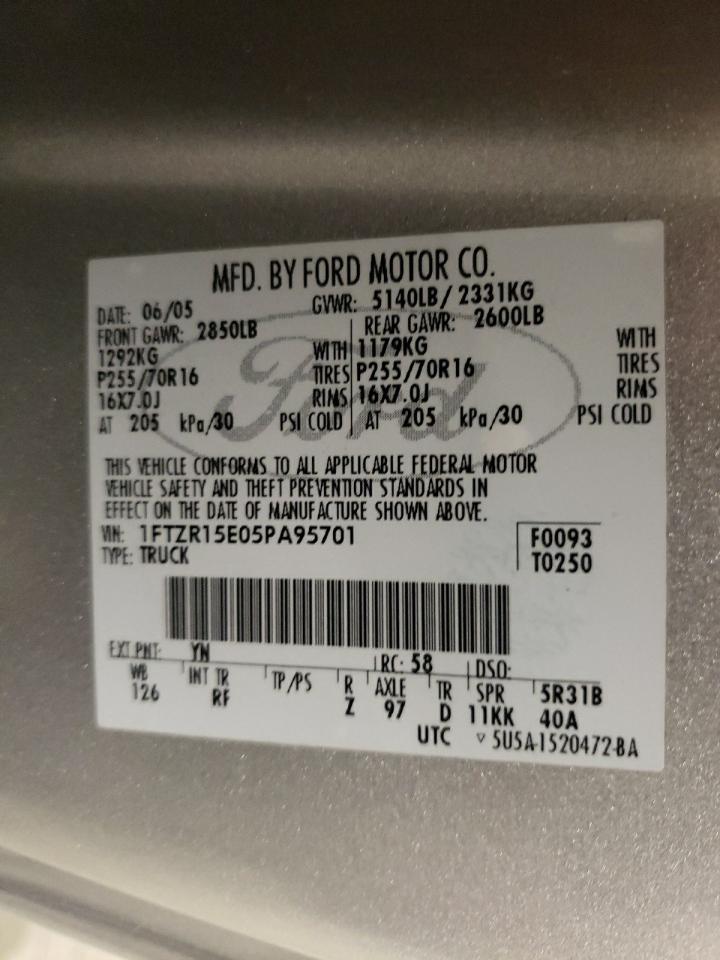 MFD. BY FORD MOTOR CO.
DATE: 06/05 GVWR: 5140LB/ 2331KG
FRONT GAWR: 2850LB REAR GAWR: 2600LB
1292KG WITH 1179KG WITH
P255/70R16 TIRES P255/70R16 TIRES
16X7.0J RIMS 16X7.0J RIMS
AT 205 kPa/30 PSI COLD AT 205 kPa/30 PSI COLD
Ford
THIS VEHICLE CONFORMS TO ALL APPLICABLE FEDERAL MOTOR
VEHICLE SAFETY AND THEFT PREVENTION STANDARDS IN
EFFECT ON THE DATE OF MANUFACTURE SHOWN ABOVE.
VIN: 1FTZR15E05PA95701 F0093
TYPE: TRUCK T0250
EXT PNT: YN RC: 58 DSO:
WB INT TR TP/PS R AXLE TR SPR 5R31B
126 RF Z 97 D 11KK 40A
UTC ▽ 5U5A-1520472-BA